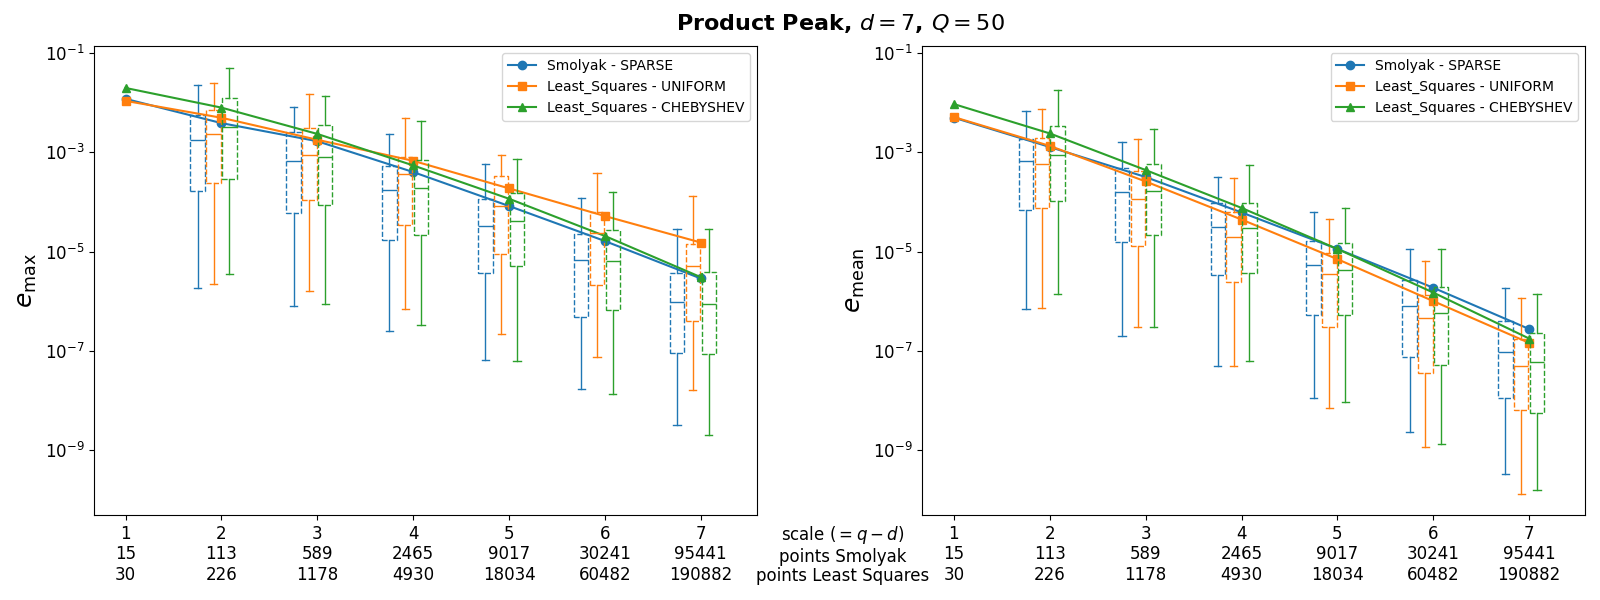 Product Peak, d = 7, Q = 50
10⁻¹
10⁻³
10⁻⁵
10⁻⁷
10⁻⁹
e_max
Smolyak - SPARSE
Least_Squares - UNIFORM
Least_Squares - CHEBYSHEV
1 2 3 4 5 6 7
15 113 589 2465 9017 30241 95441
30 226 1178 4930 18034 60482 190882
scale (= q − d)
points Smolyak
points Least Squares
10⁻¹
10⁻³
10⁻⁵
10⁻⁷
10⁻⁹
e_mean
Smolyak - SPARSE
Least_Squares - UNIFORM
Least_Squares - CHEBYSHEV
1 2 3 4 5 6 7
15 113 589 2465 9017 30241 95441
30 226 1178 4930 18034 60482 190882